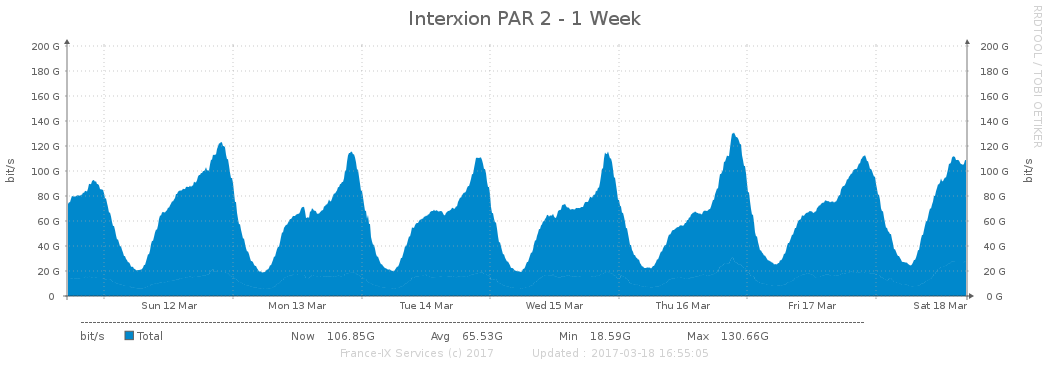 Interxion PAR 2 - 1 Week
RRDTOOL / TOBI OETIKER
bit/s
bit/s
200 G 200 G
180 G 180 G
160 G 160 G
140 G 140 G
120 G 120 G
100 G 100 G
80 G 80 G
60 G 60 G
40 G 40 G
20 G 20 G
0 0 G
Sun 12 Mar Mon 13 Mar Tue 14 Mar Wed 15 Mar Thu 16 Mar Fri 17 Mar Sat 18 Mar
bit/s Total Now 106.85G Avg 65.53G Min 18.59G Max 130.66G
France-IX Services (c) 2017 Updated : 2017-03-18 16:55:05